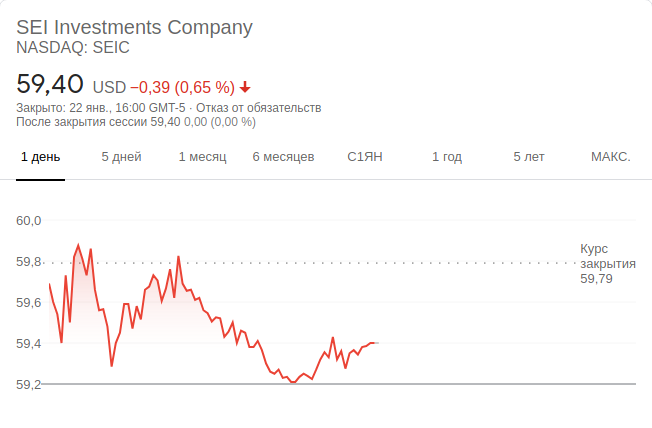 SEI Investments Company
NASDAQ: SEIC
59,40 USD −0,39 (0,65 %)
Закрыто: 22 янв., 16:00 GMT-5 · Отказ от обязательств
После закрытия сессии 59,40 0,00 (0,00 %)
1 день 5 дней 1 месяц 6 месяцев С1ЯН 1 год 5 лет МАКС.
60,0
59,8
59,6
59,4
59,2
Курс
закрытия
59,79